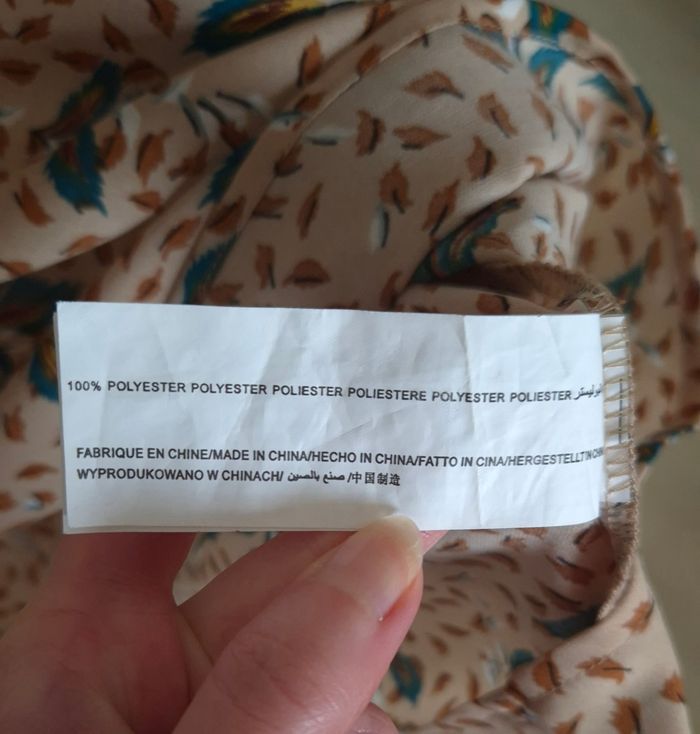 100% POLYESTER POLYESTER POLIESTER POLIESTERE POLYESTER POLIESTER
FABRIQUE EN CHINE/MADE IN CHINA/HECHO IN CHINA/FATTO IN CINA/HERGESTELLT IN
WYPRODUKOWANO W CHINACH/ صنع بالصين /中国制造